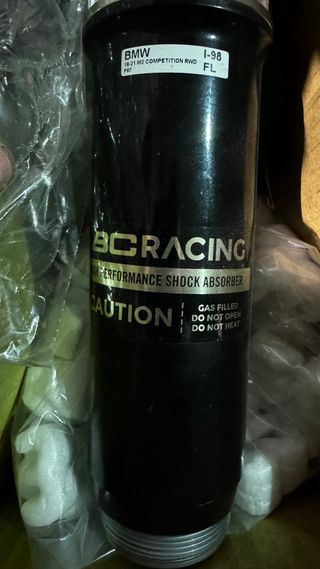 BMW I-98
18-21 M2 COMPETITION RWD FL
F87
BC RACING
PERFORMANCE SHOCK ABSORBER
CAUTION
GAS FILLED
DO NOT OPEN
DO NOT HEAT